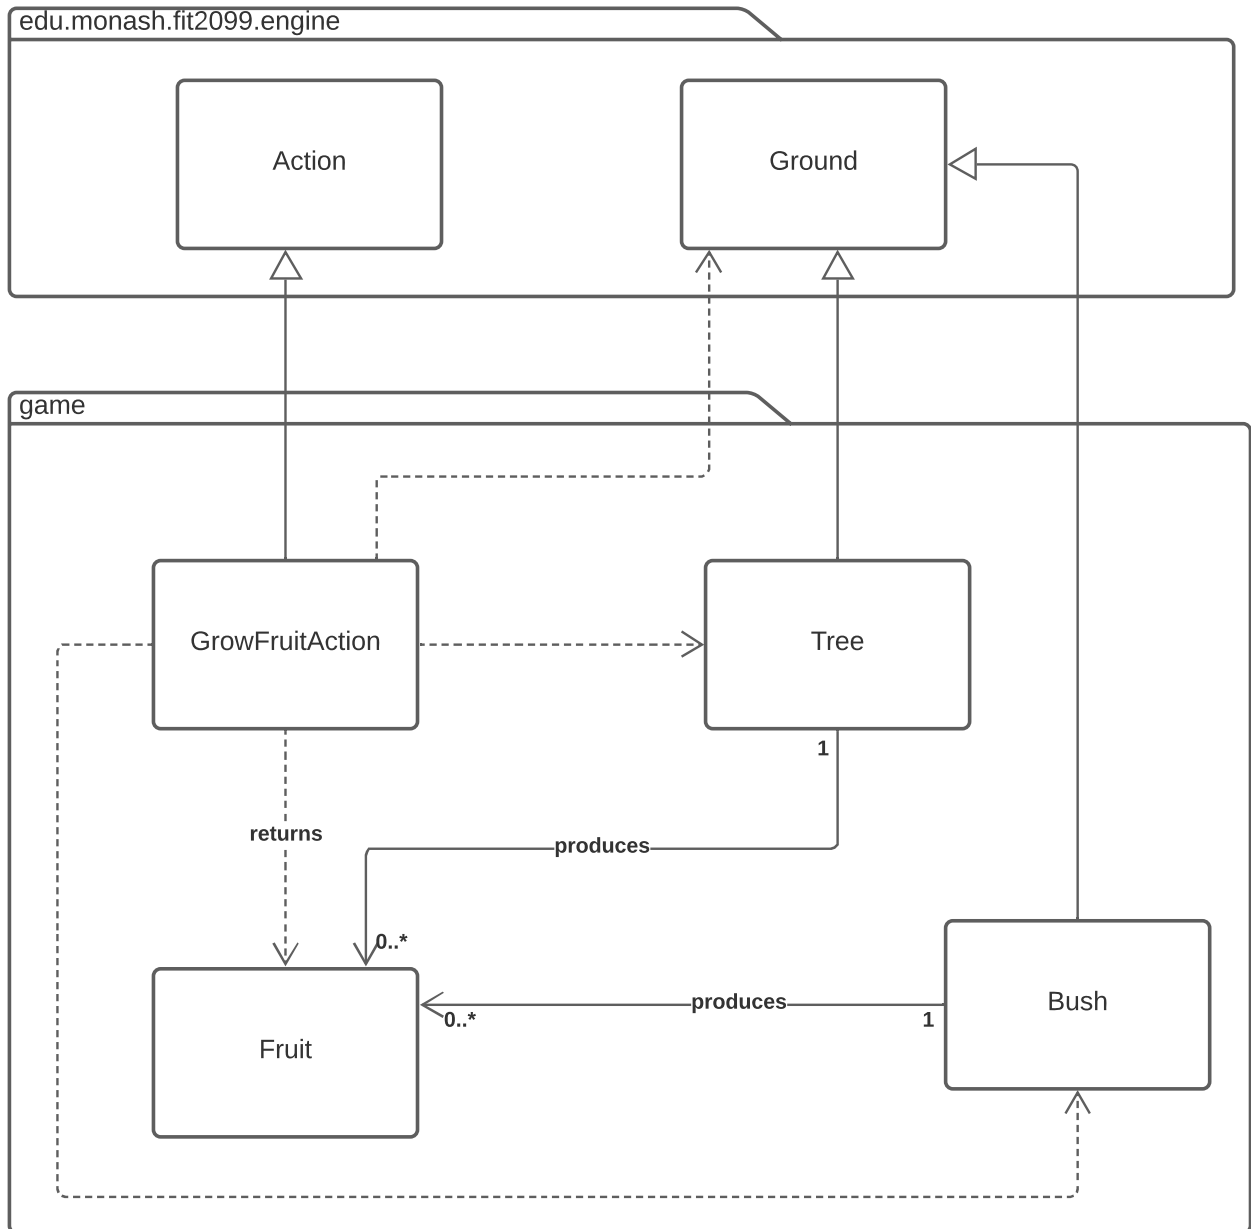 edu.monash.fit2099.engine
Action
Ground
game
GrowFruitAction
Tree
1
returns
produces
0..*
produces
0..*
1
Bush
Fruit